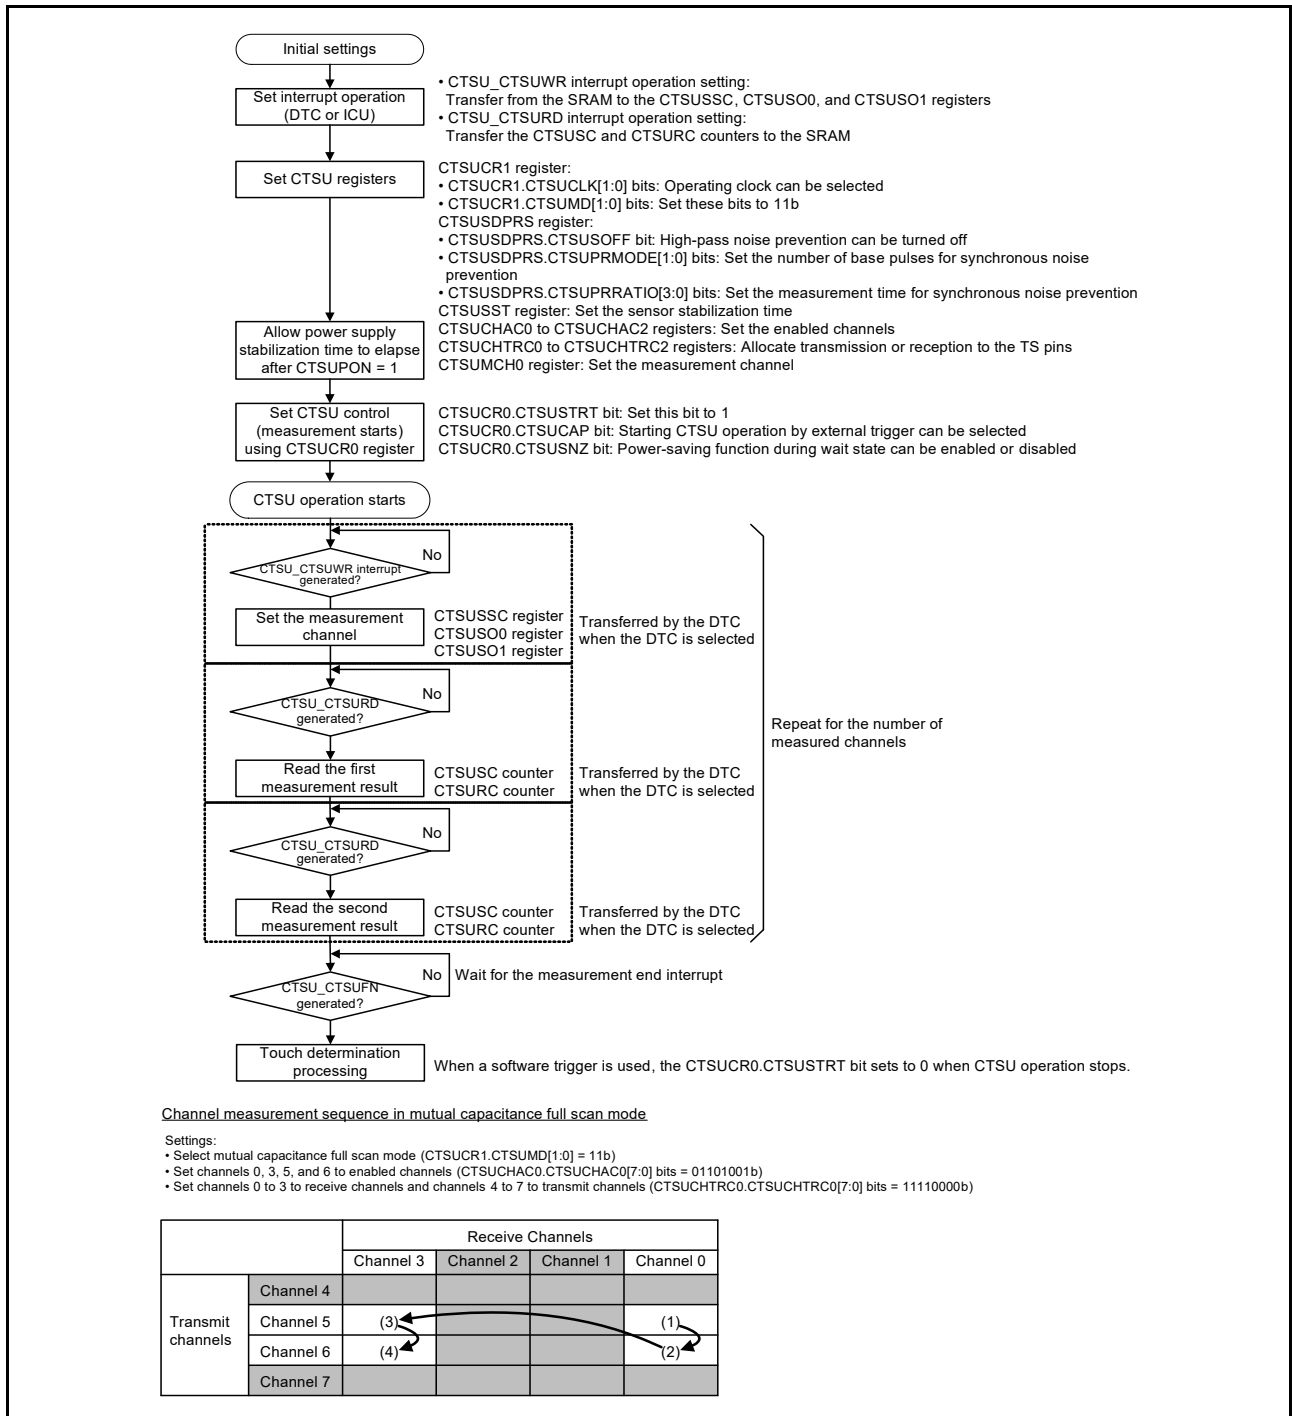 Initial settings
Set interrupt operation
(DTC or ICU)
• CTSU_CTSUWR interrupt operation setting:
Transfer from the SRAM to the CTSUSSC, CTSUSO0, and CTSUSO1 registers
• CTSU_CTSURD interrupt operation setting:
Transfer the CTSUSC and CTSURC counters to the SRAM
Set CTSU registers
CTSUCR1 register:
• CTSUCR1.CTSUCLK[1:0] bits: Operating clock can be selected
• CTSUCR1.CTSUMD[1:0] bits: Set these bits to 11b
CTSUSDPRS register:
• CTSUSDPRS.CTSUSOFF bit: High-pass noise prevention can be turned off
• CTSUSDPRS.CTSUPRMODE[1:0] bits: Set the number of base pulses for synchronous noise
prevention
• CTSUSDPRS.CTSUPRRATIO[3:0] bits: Set the measurement time for synchronous noise prevention
CTSUSST register: Set the sensor stabilization time
CTSUCHAC0 to CTSUCHAC2 registers: Set the enabled channels
CTSUCHTRC0 to CTSUCHTRC2 registers: Allocate transmission or reception to the TS pins
CTSUMCH0 register: Set the measurement channel
Allow power supply
stabilization time to elapse
after CTSUPON = 1
Set CTSU control
(measurement starts)
using CTSUCR0 register
CTSUCR0.CTSUSTRT bit: Set this bit to 1
CTSUCR0.CTSUCAP bit: Starting CTSU operation by external trigger can be selected
CTSUCR0.CTSUSNZ bit: Power-saving function during wait state can be enabled or disabled
CTSU operation starts
No
CTSU_CTSUWR interrupt
generated?
Set the measurement
channel
CTSUSSC register
CTSUSO0 register
CTSUSO1 register
Transferred by the DTC
when the DTC is selected
No
CTSU_CTSURD
generated?
Repeat for the number of
measured channels
Read the first
measurement result
CTSUSC counter
CTSURC counter
Transferred by the DTC
when the DTC is selected
No
CTSU_CTSURD
generated?
Read the second
measurement result
CTSUSC counter
CTSURC counter
Transferred by the DTC
when the DTC is selected
No
Wait for the measurement end interrupt
CTSU_CTSUFN
generated?
Touch determination
processing
When a software trigger is used, the CTSUCR0.CTSUSTRT bit sets to 0 when CTSU operation stops.
Channel measurement sequence in mutual capacitance full scan mode
Settings:
• Select mutual capacitance full scan mode (CTSUCR1.CTSUMD[1:0] = 11b)
• Set channels 0, 3, 5, and 6 to enabled channels (CTSUCHAC0.CTSUCHAC0[7:0] bits = 01101001b)
• Set channels 0 to 3 to receive channels and channels 4 to 7 to transmit channels (CTSUCHTRC0.CTSUCHTRC0[7:0] bits = 11110000b)
Receive Channels
Channel 3 Channel 2 Channel 1 Channel 0
Transmit
channels
Channel 4
Channel 5 (3) (1)
Channel 6 (4) (2)
Channel 7